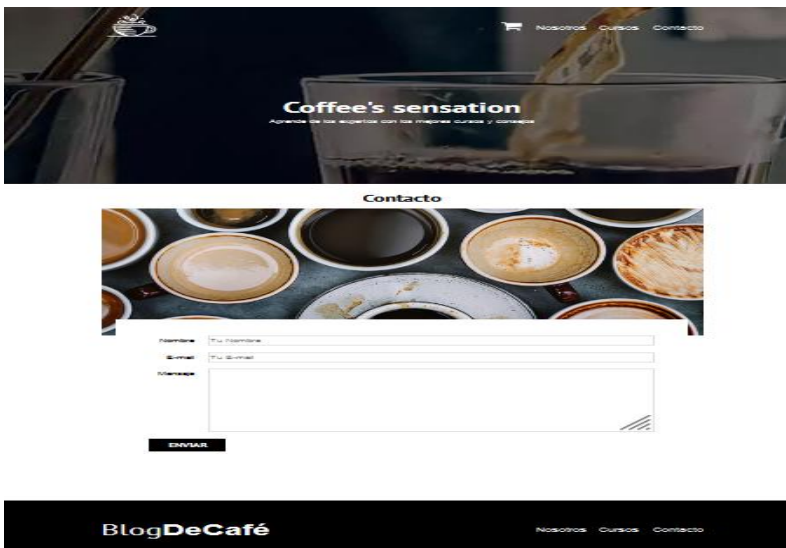 Nosotros Cursos Contacto
Coffee's sensation
Aprende de los expertos con los mejores cursos y consejos
Contacto
Nombre Tu Nombre
E-mail Tu E-mail
Mensaje
ENVIAR
BlogDeCafé
Nosotros Cursos Contacto